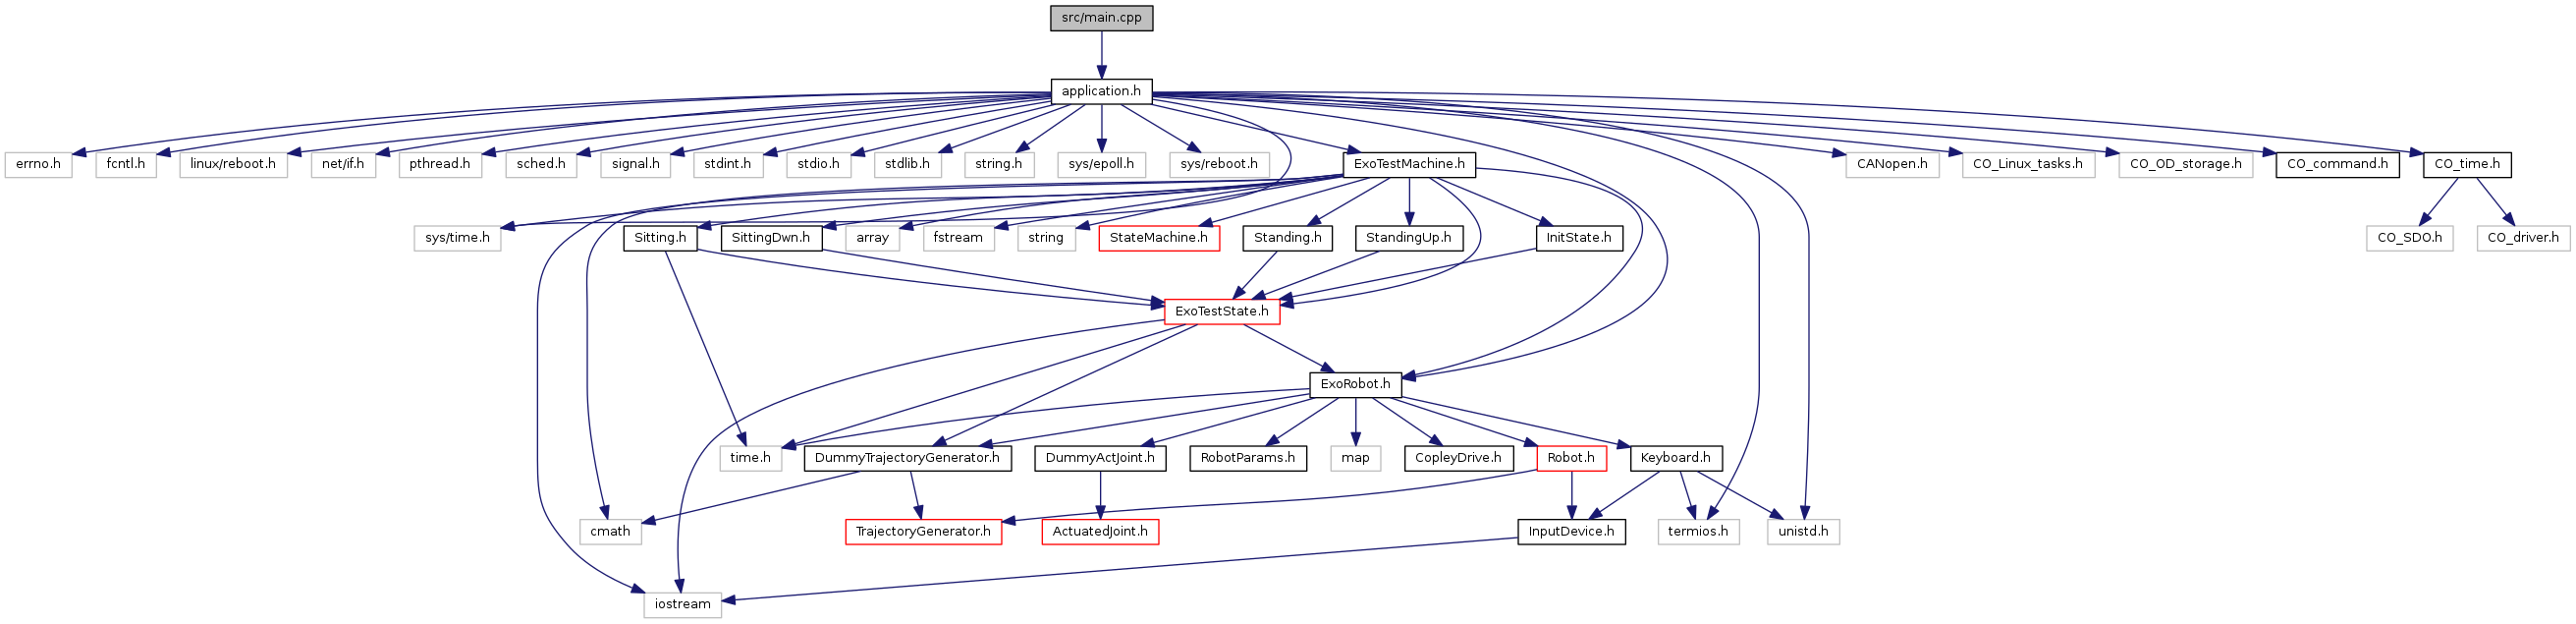 src/main.cpp
application.h
errno.h
fcntl.h
linux/reboot.h
net/if.h
pthread.h
sched.h
signal.h
stdint.h
stdio.h
stdlib.h
string.h
sys/epoll.h
sys/reboot.h
ExoTestMachine.h
CANopen.h
CO_Linux_tasks.h
CO_OD_storage.h
CO_command.h
CO_time.h
sys/time.h
Sitting.h
SittingDwn.h
array
fstream
string
StateMachine.h
Standing.h
StandingUp.h
InitState.h
CO_SDO.h
CO_driver.h
ExoTestState.h
ExoRobot.h
time.h
DummyTrajectoryGenerator.h
DummyActJoint.h
RobotParams.h
map
CopleyDrive.h
Robot.h
Keyboard.h
cmath
TrajectoryGenerator.h
ActuatedJoint.h
InputDevice.h
termios.h
unistd.h
iostream